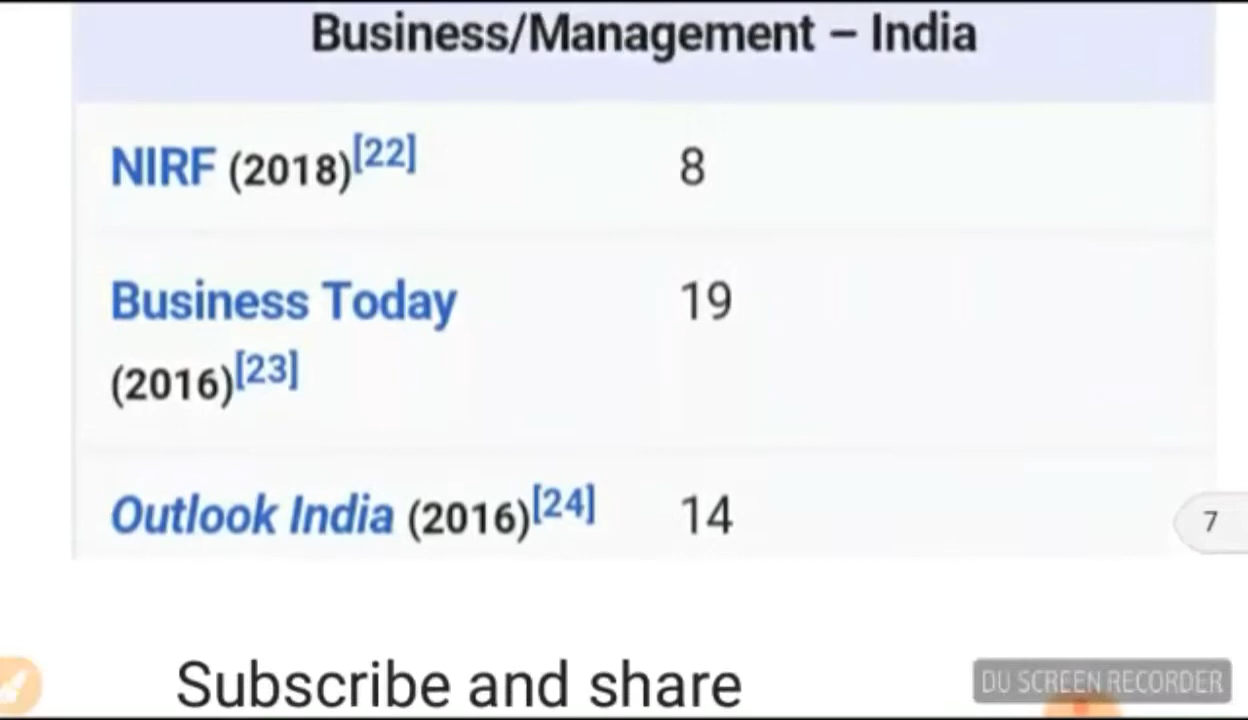 Business/Management – India
NIRF (2018)[22] 8
Business Today 19
(2016)[23]
Outlook India (2016)[24] 14
7
Subscribe and share
DU SCREEN RECORDER